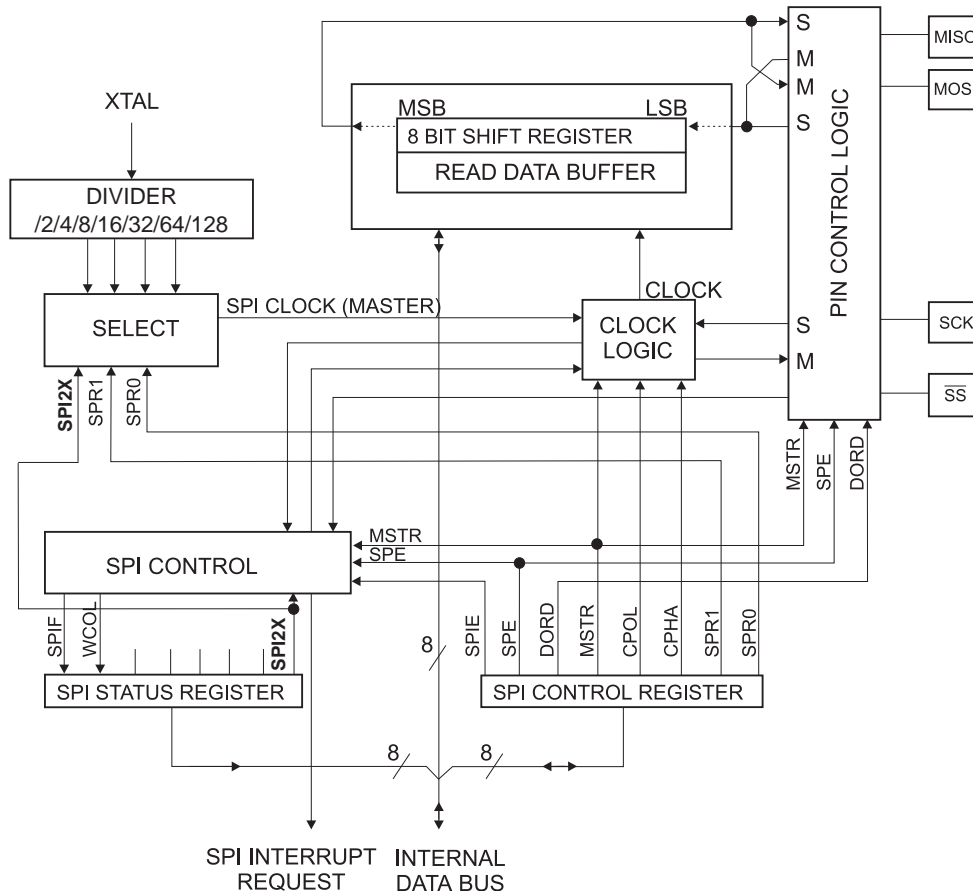 S
MISO
M
MOSI
M
XTAL
MSB
LSB
S
8 BIT SHIFT REGISTER
READ DATA BUFFER
DIVIDER
/2/4/8/16/32/64/128
PIN CONTROL LOGIC
SPI CLOCK (MASTER)
CLOCK
SELECT
CLOCK
LOGIC
S
SCK
M
SPI2X
SPR1
SPR0
SS
MSTR
SPE
DORD
MSTR
SPE
SPI CONTROL
SPIF
WCOL
SPI2X
8
SPIE
SPE
DORD
MSTR
CPOL
CPHA
SPR1
SPR0
SPI STATUS REGISTER
SPI CONTROL REGISTER
8
8
SPI INTERRUPT
REQUEST
INTERNAL
DATA BUS